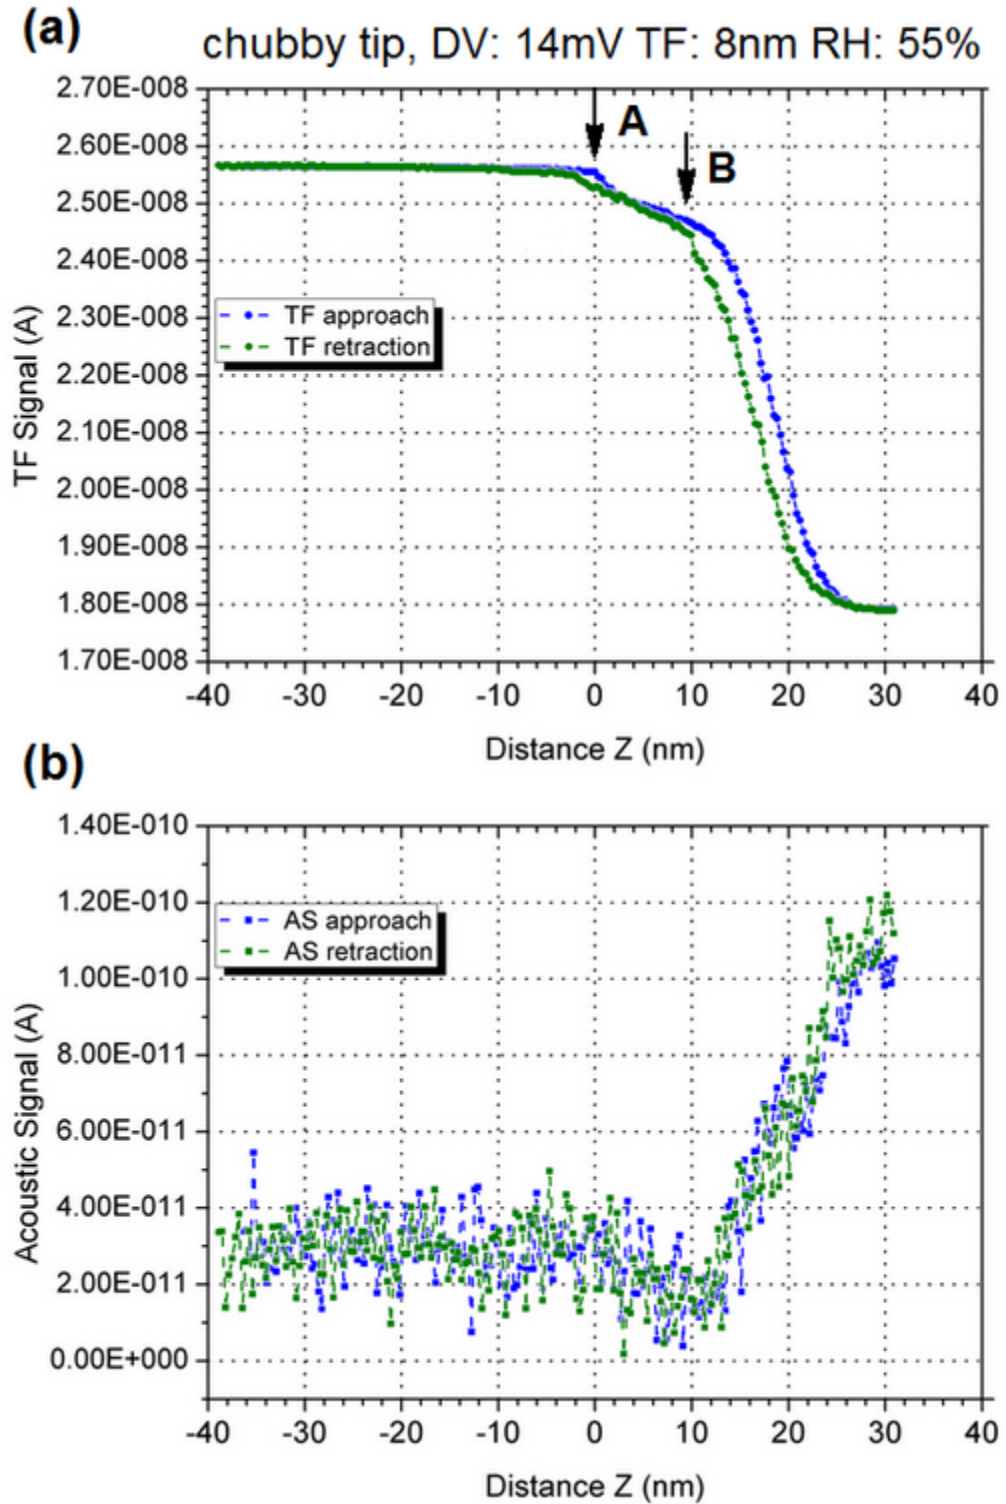 (a)
chubby tip, DV: 14mV TF: 8nm RH: 55%
2.70E-008
2.60E-008
2.50E-008
2.40E-008
2.30E-008
2.20E-008
2.10E-008
2.00E-008
1.90E-008
1.80E-008
1.70E-008
TF Signal (A)
A
B
TF approach
TF retraction
-40 -30 -20 -10 0 10 20 30 40
Distance Z (nm)
(b)
1.40E-010
1.20E-010
1.00E-010
8.00E-011
6.00E-011
4.00E-011
2.00E-011
0.00E+000
Acoustic Signal (A)
AS approach
AS retraction
-40 -30 -20 -10 0 10 20 30 40
Distance Z (nm)